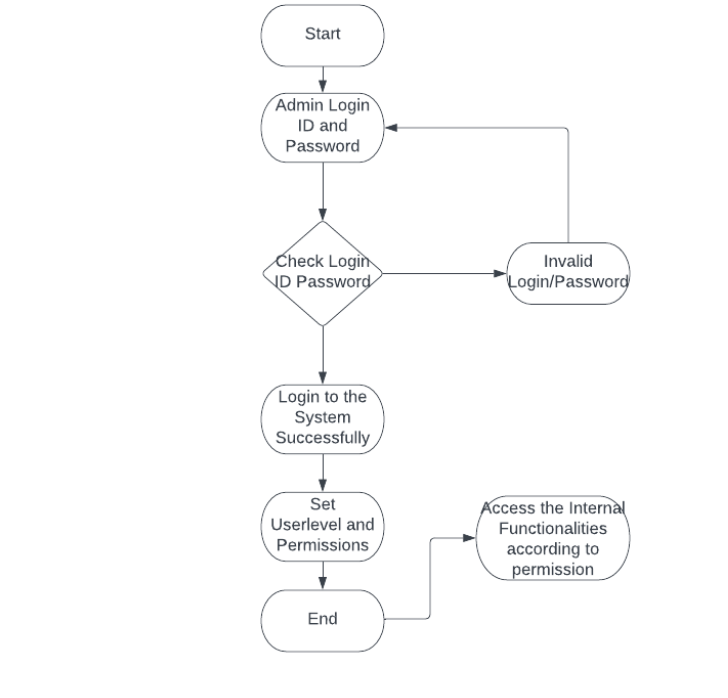 Start
Admin Login
ID and
Password
Check Login
ID Password
Invalid
Login/Password
Login to the
System
Successfully
Set
Userlevel and
Permissions
Access the Internal
Functionalities
according to
permission
End